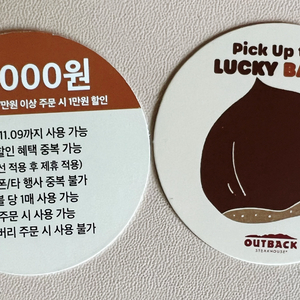 000원
만원 이상 주문 시 1만원 할인
11.09까지 사용 가능
할인 혜택 중복 가능
선 적용 후 제휴 적용)
폰/타 행사 중복 불가
당 1매 사용 가능
주문 시 사용 가능
버리 주문 시 사용 불가
Pick Up
LUCKY BA
OUTBACK
STEAKHOUSE